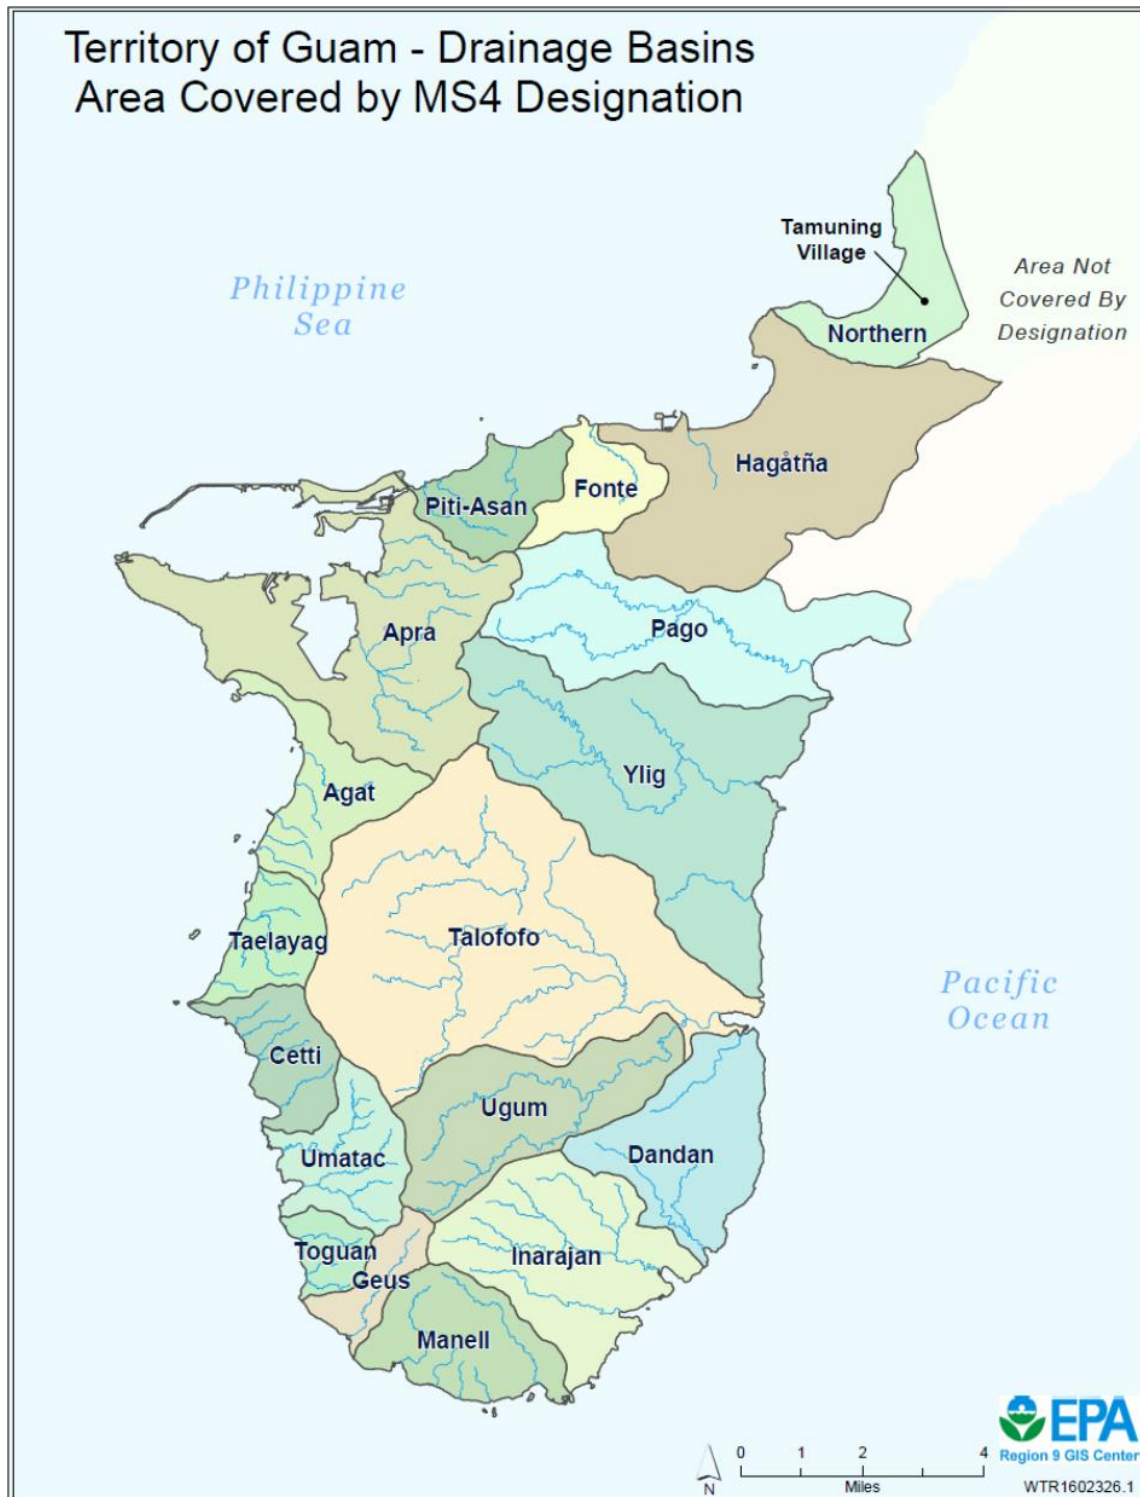 Territory of Guam - Drainage Basins
Area Covered by MS4 Designation
Tamuning
Village
Philippine
Sea
Area Not
Covered By
Designation
Northern
Hagåtña
Fonte
Piti-Asan
Apra
Pago
Ylig
Agat
Talofofo
Taelayag
Pacific
Ocean
Cetti
Ugum
Umatac
Dandan
Toguan
Inarajan
Geus
Manell
EPA
Region 9 GIS Center
N
0 1 2 4
Miles
WTR1602326.1